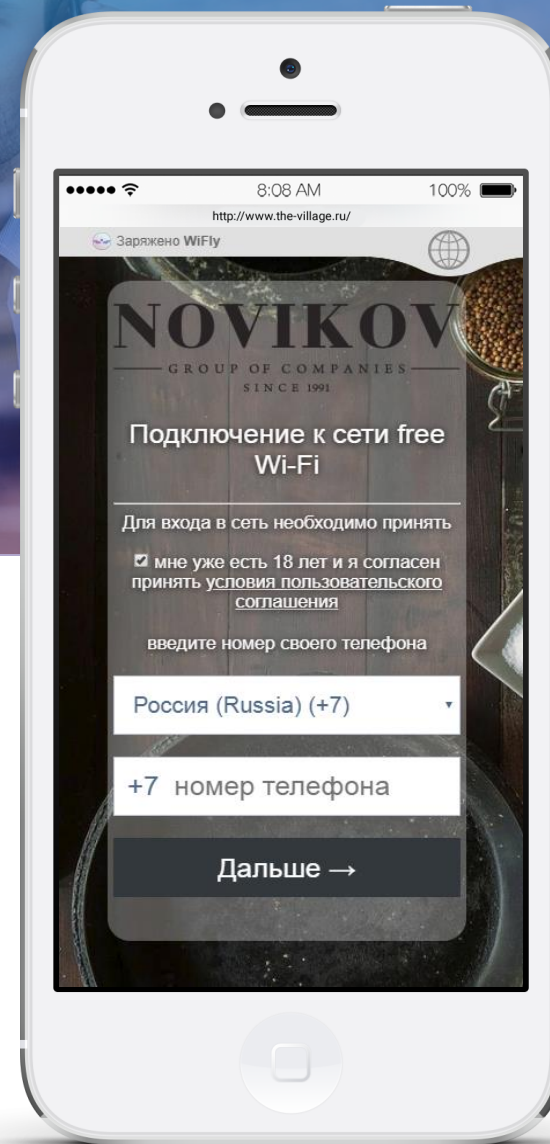 8:08 AM
100%
http://www.the-village.ru/
Заряжено WiFly
NOVIKOV
GROUP OF COMPANIES
SINCE 1991
Подключение к сети free
Wi-Fi
Для входа в сеть необходимо принять
мне уже есть 18 лет и я согласен
принять условия пользовательского
соглашения
введите номер своего телефона
Россия (Russia) (+7)
+7 номер телефона
Дальше →